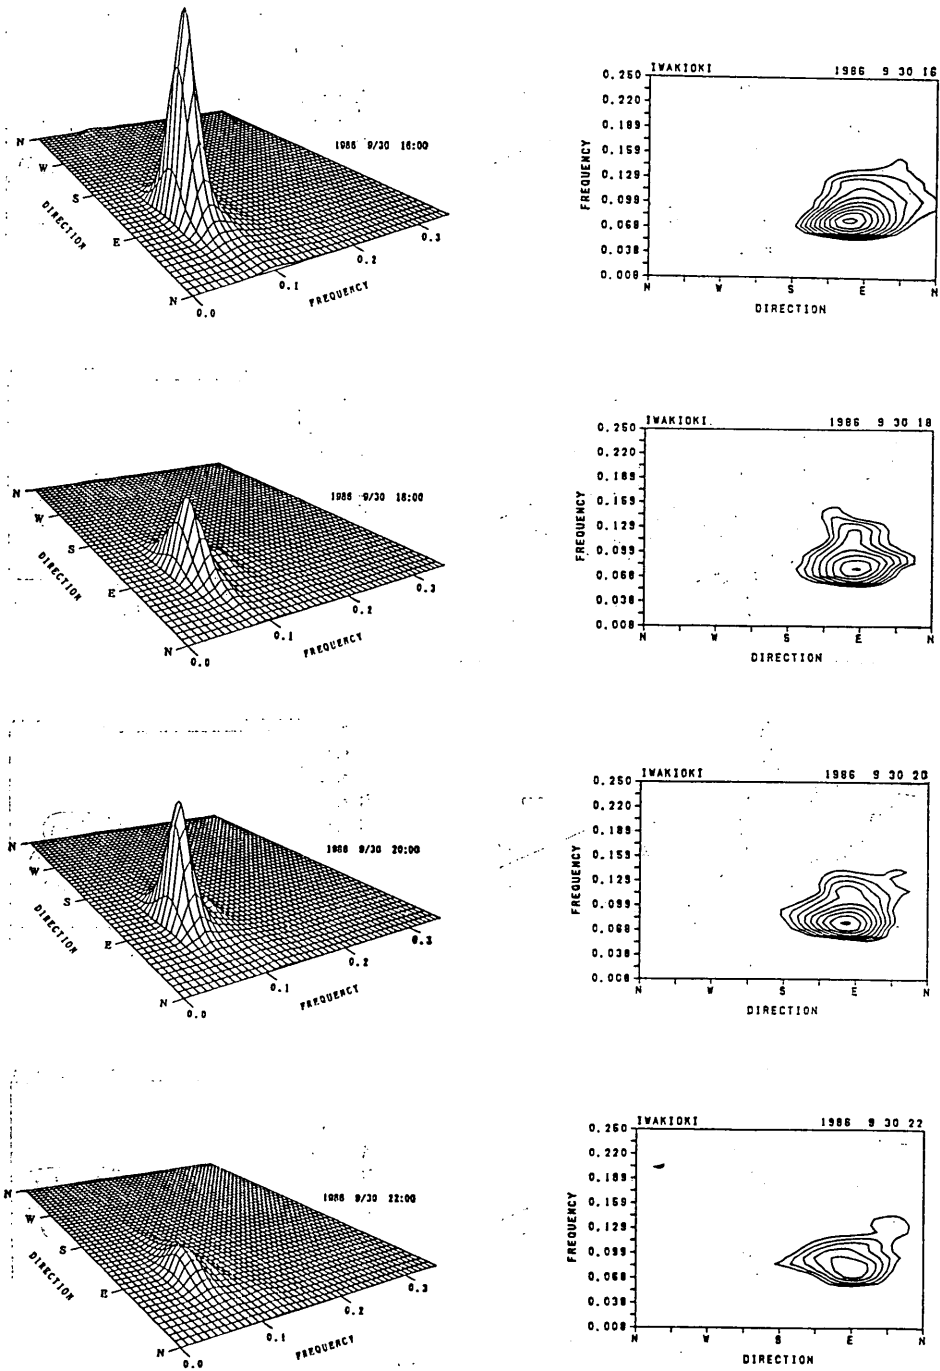 N
W
S
E
N
DIRECTION
0.0
0.1
0.2
0.3
FREQUENCY
1986 9/30 16:00
IWAKIOKI 1986 9 30 16
0.250
0.220
0.189
0.159
0.129
0.099
0.068
0.038
0.008
FREQUENCY
N W S E N
DIRECTION
N
W
S
E
N
DIRECTION
0.0
0.1
0.2
0.3
FREQUENCY
1986 9/30 18:00
IWAKIOKI. 1986 9 30 18
0.250
0.220
0.189
0.159
0.129
0.099
0.068
0.038
0.008
FREQUENCY
N W S E N
DIRECTION
N
W
S
E
N
DIRECTION
0.0
0.1
0.2
0.3
FREQUENCY
1986 9/30 20:00
IWAKIOKI 1986 9 30 20
0.250
0.220
0.189
0.159
0.129
0.099
0.068
0.038
0.008
FREQUENCY
N W S E N
DIRECTION
N
W
S
E
N
DIRECTION
0.0
0.1
0.2
0.3
FREQUENCY
1986 9/30 22:00
IWAKIOKI 1986 9 30 22
0.250
0.220
0.189
0.159
0.129
0.099
0.068
0.038
0.008
FREQUENCY
N W S E N
DIRECTION